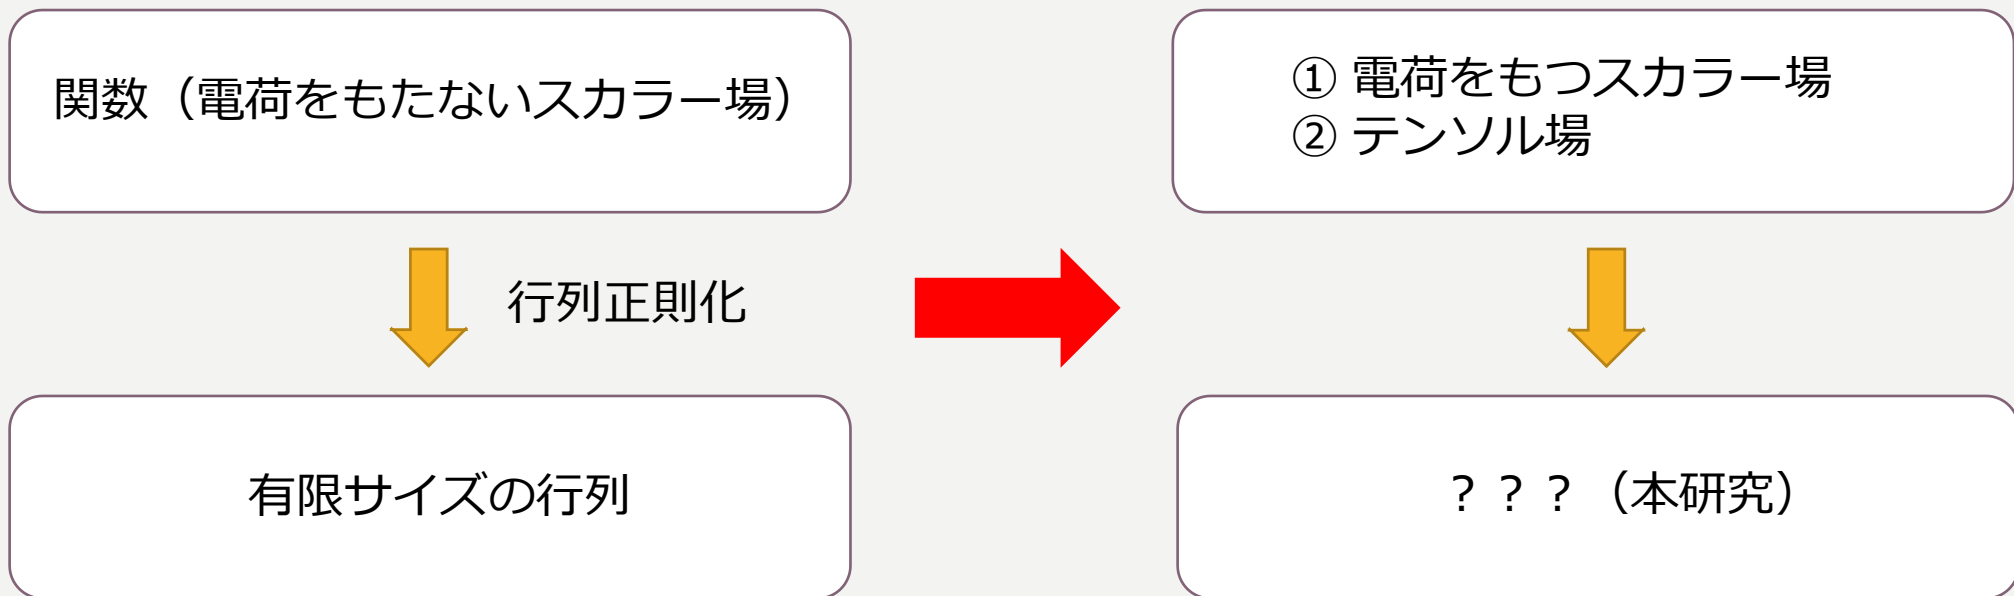 関数（電荷をもたないスカラー場）
① 電荷をもつスカラー場
② テンソル場
行列正則化
有限サイズの行列
？？？（本研究）